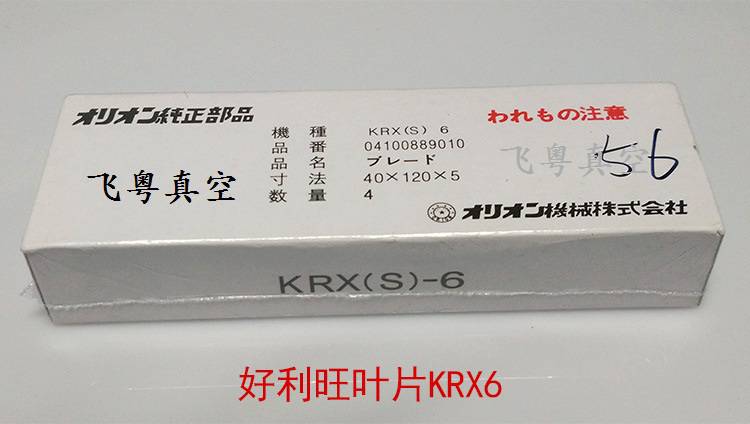 オリオン純正部品
われもの注意
機種 KRX(S) 6
品番 04100889010
品名 ブレード
寸法 40×120×5
数量 4
飞粤真空
飞粤真空
56
オリオン機械株式会社
KRX(S)-6
好利旺叶片KRX6